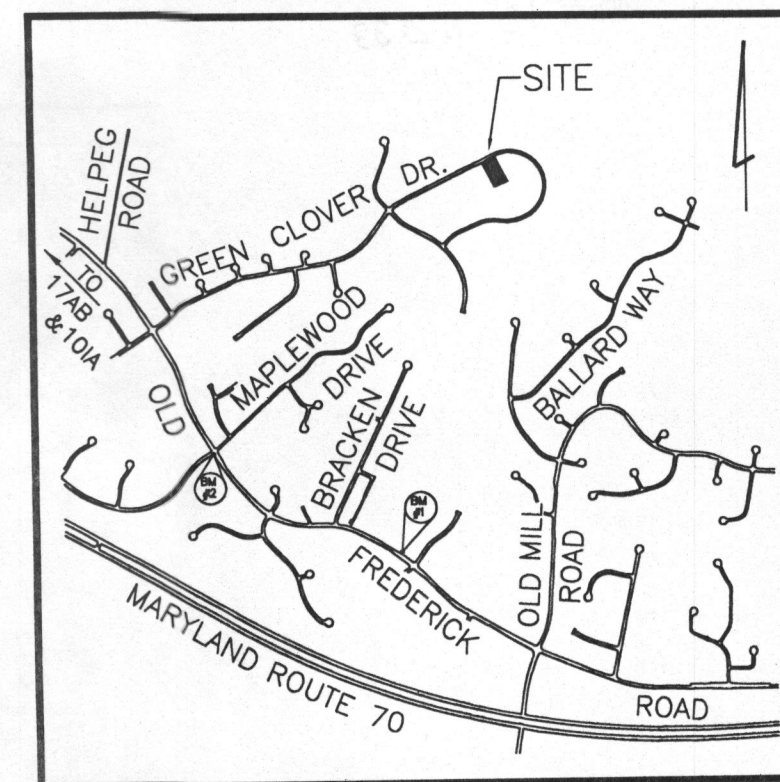 SITE
HELPEG
ROAD
GREEN CLOVER DR.
TO
17AB
& 101A
MAPLEWOOD
DRIVE
BALLARD WAY
OLD
BRACKEN
DRIVE
BM
#2
BM
#1
FREDERICK
OLD MILL
ROAD
MARYLAND ROUTE 70
ROAD